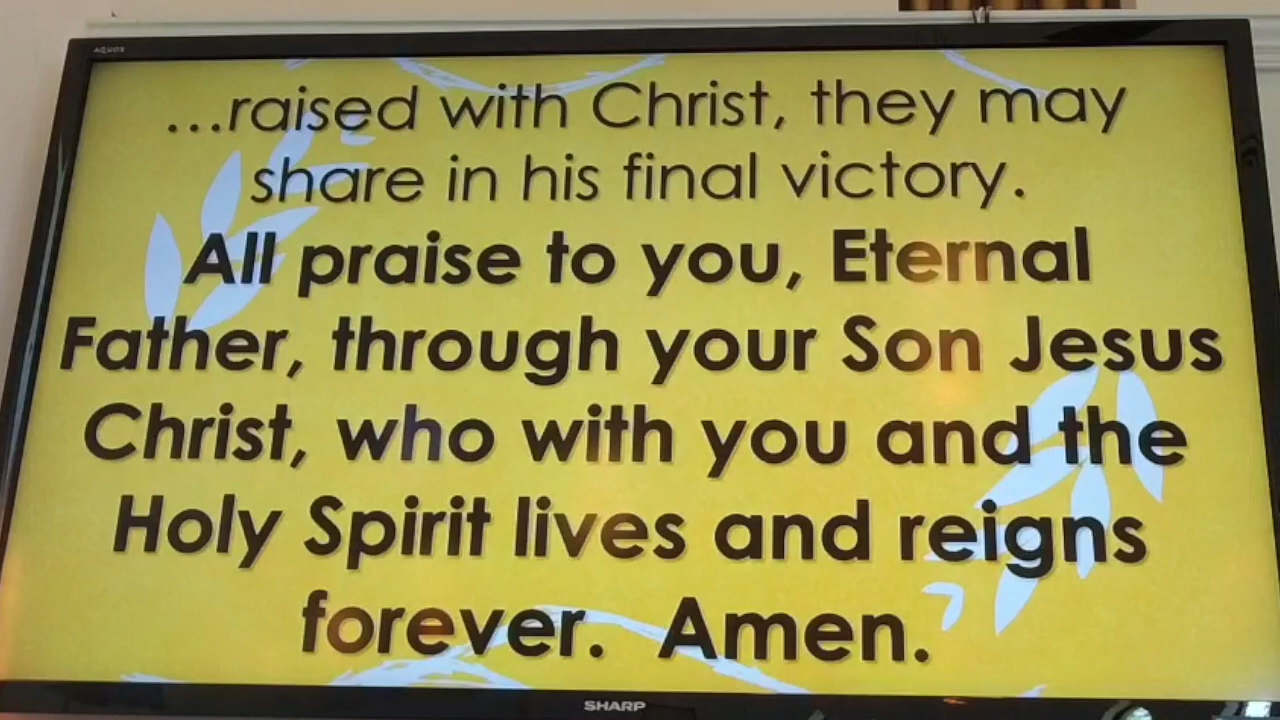 AQUOS
...raised with Christ, they may
share in his final victory.
All praise to you, Eternal
Father, through your Son Jesus
Christ, who with you and the
Holy Spirit lives and reigns
forever. Amen.
SHARP